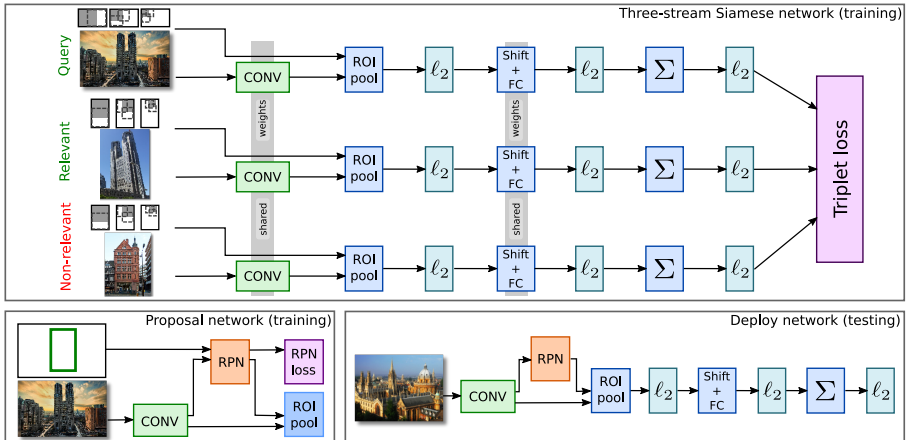 Three-stream Siamese network (training)
Query
CONV
ROI
pool
ℓ2
Shift
+
FC
ℓ2
Σ
ℓ2
weights
weights
Relevant
CONV
ROI
pool
ℓ2
Shift
+
FC
ℓ2
Σ
ℓ2
Triplet loss
shared
shared
Non-relevant
CONV
ROI
pool
ℓ2
Shift
+
FC
ℓ2
Σ
ℓ2
Proposal network (training)
RPN
RPN
loss
CONV
ROI
pool
Deploy network (testing)
CONV
RPN
ROI
pool
ℓ2
Shift
+
FC
ℓ2
Σ
ℓ2